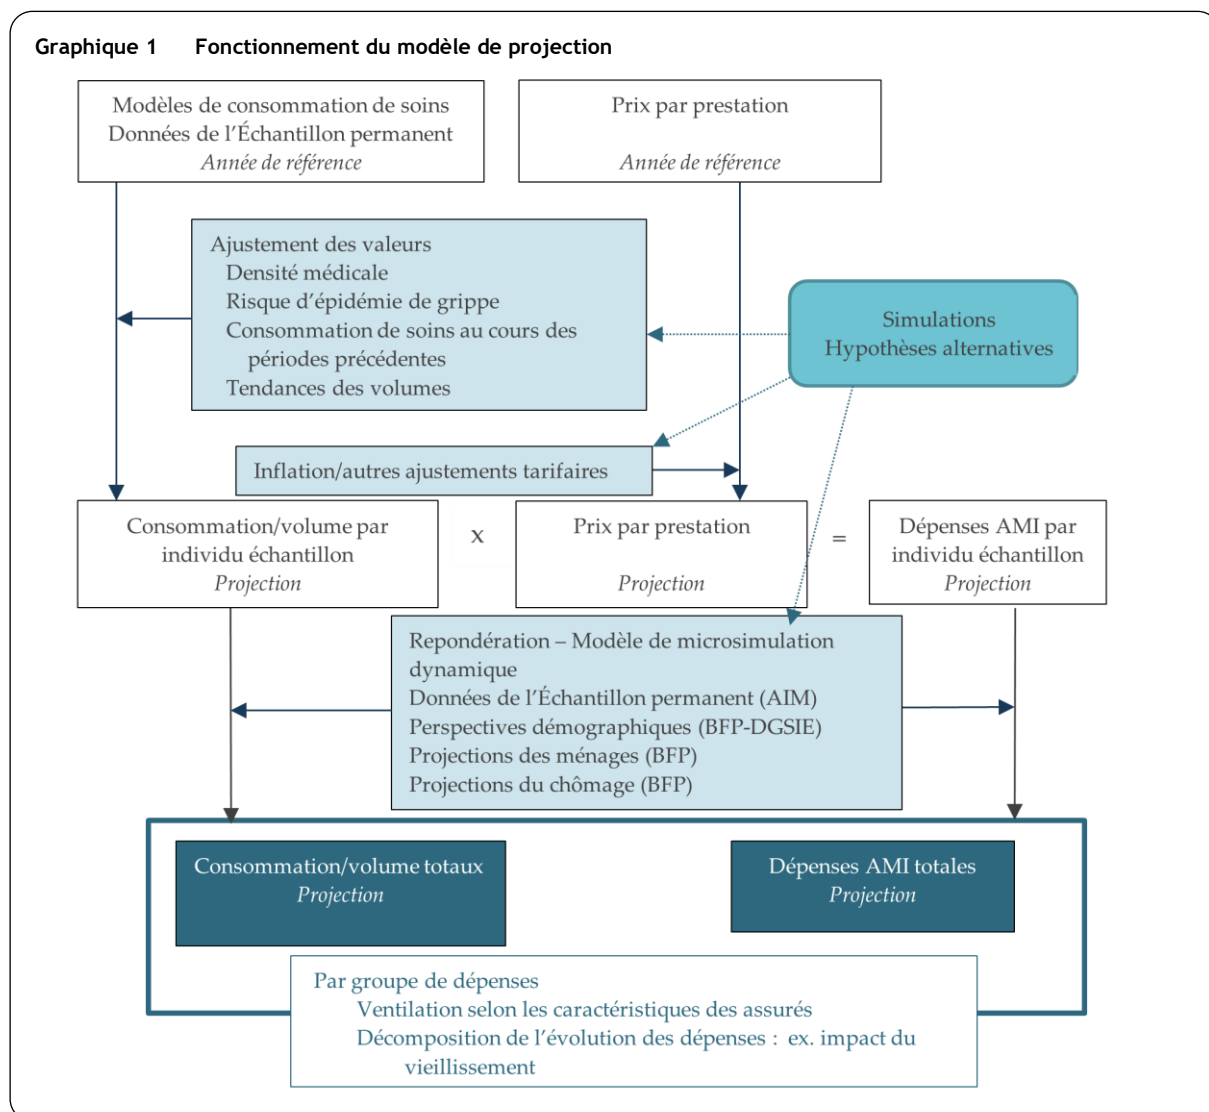 Graphique 1 Fonctionnement du modèle de projection
Modèles de consommation de soins
Données de l'Échantillon permanent
Année de référence
Prix par prestation
Année de référence
Ajustement des valeurs
Densité médicale
Risque d'épidémie de grippe
Consommation de soins au cours des
périodes précédentes
Tendances des volumes
Simulations
Hypothèses alternatives
Inflation/autres ajustements tarifaires
Consommation/volume par
individu échantillon
Projection
x
Prix par prestation
Projection
=
Dépenses AMI par
individu échantillon
Projection
Repondération – Modèle de microsimulation
dynamique
Données de l'Échantillon permanent (AIM)
Perspectives démographiques (BFP-DGSIE)
Projections des ménages (BFP)
Projections du chômage (BFP)
Consommation/volume totaux
Projection
Dépenses AMI totales
Projection
Par groupe de dépenses
Ventilation selon les caractéristiques des assurés
Décomposition de l'évolution des dépenses : ex. impact du
vieillissement